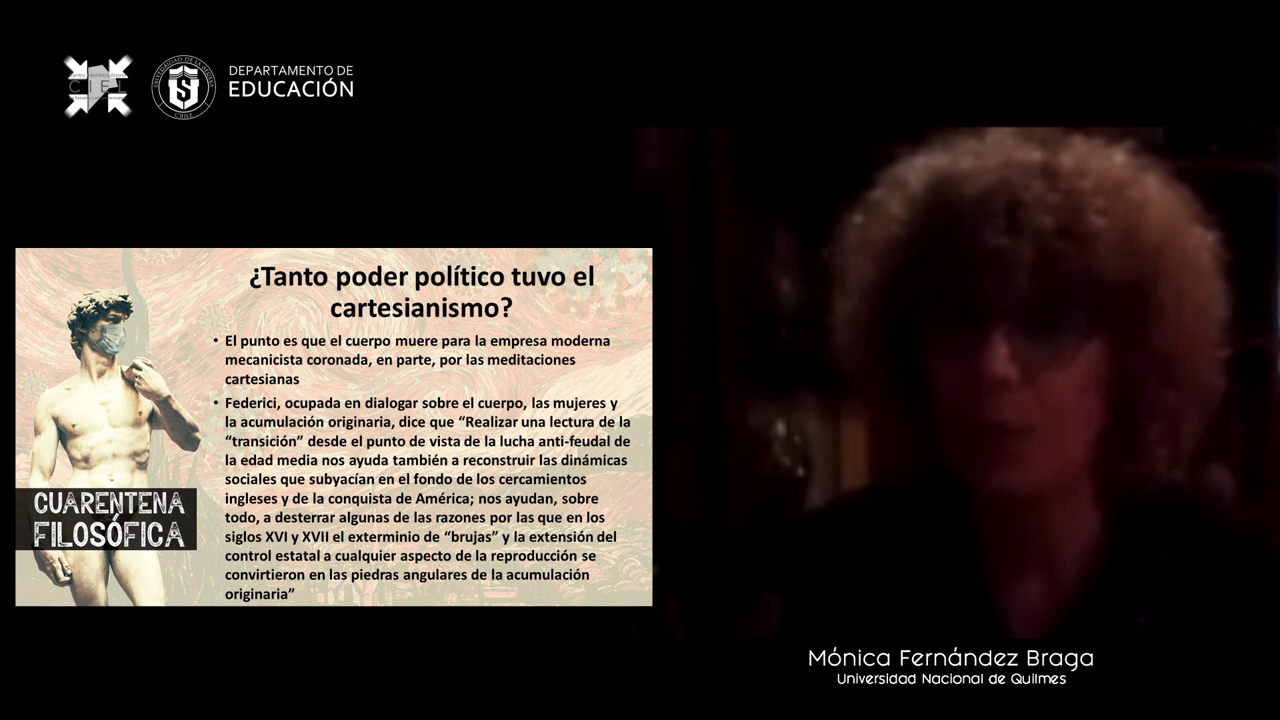 CIEL
UNIVERSIDAD DE LA SERENA
CHILE
DEPARTAMENTO DE
EDUCACIÓN
¿Tanto poder político tuvo el
cartesianismo?
• El punto es que el cuerpo muere para la empresa moderna
mecanicista coronada, en parte, por las meditaciones
cartesianas
• Federici, ocupada en dialogar sobre el cuerpo, las mujeres y
la acumulación originaria, dice que “Realizar una lectura de la
“transición” desde el punto de vista de la lucha anti-feudal de
la edad media nos ayuda también a reconstruir las dinámicas
sociales que subyacían en el fondo de los cercamientos
ingleses y de la conquista de América; nos ayudan, sobre
todo, a desterrar algunas de las razones por las que en los
siglos XVI y XVII el exterminio de “brujas” y la extensión del
control estatal a cualquier aspecto de la reproducción se
convirtieron en las piedras angulares de la acumulación
originaria”
CUARENTENA
FILOSÓFICA
Mónica Fernández Braga
Universidad Nacional de Quilmes